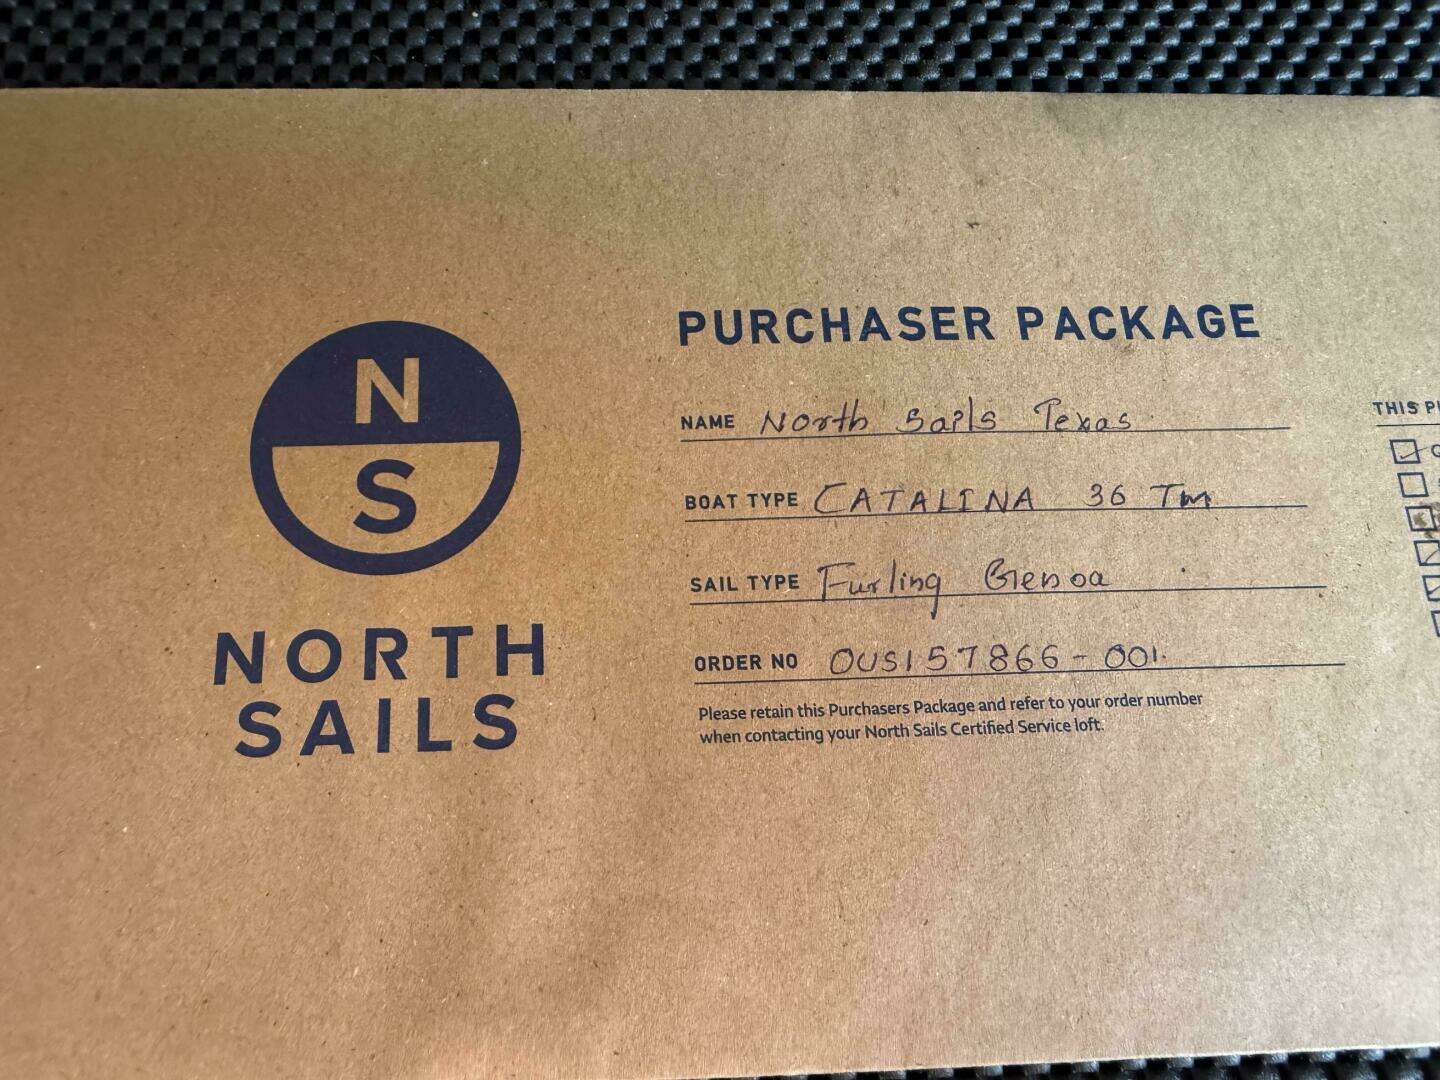 N
S
NORTH
SAILS
PURCHASER PACKAGE
NAME North Sails Texas
BOAT TYPE CATALINA 36 TM
SAIL TYPE Furling Genoa
ORDER NO OUS157866-001.
Please retain this Purchasers Package and refer to your order number
when contacting your North Sails Certified Service loft.
THIS